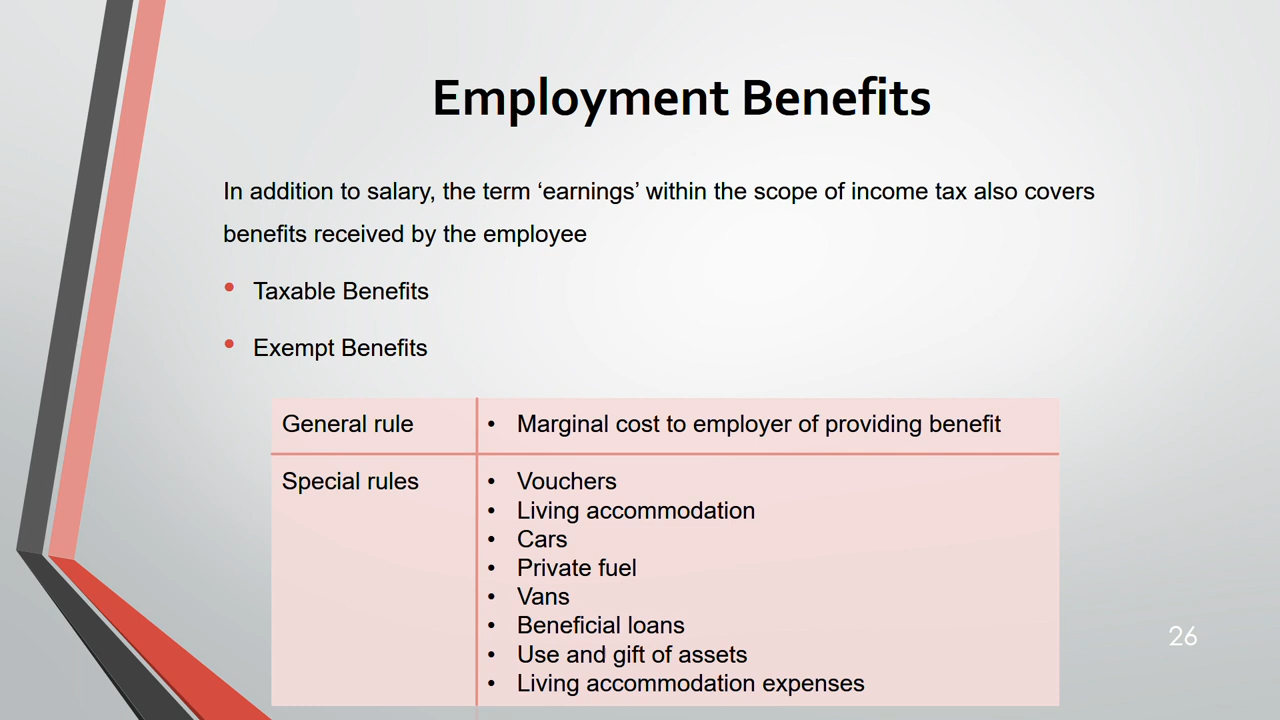 Employment Benefits
In addition to salary, the term ‘earnings’ within the scope of income tax also covers
benefits received by the employee
• Taxable Benefits
• Exempt Benefits
General rule • Marginal cost to employer of providing benefit
Special rules • Vouchers
• Living accommodation
• Cars
• Private fuel
• Vans
• Beneficial loans
• Use and gift of assets
• Living accommodation expenses
26